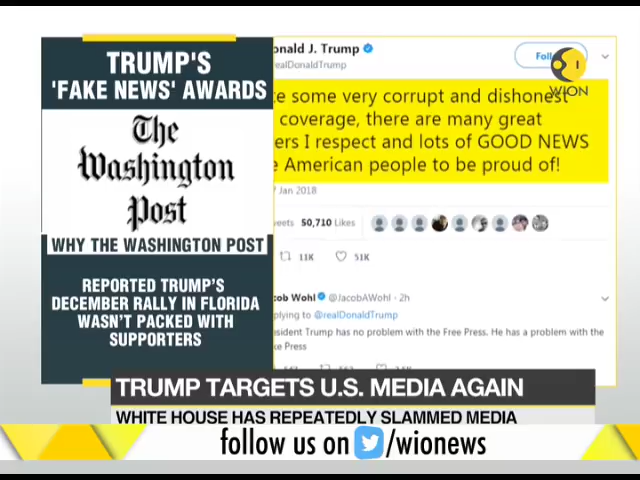 TRUMP'S
'FAKE NEWS' AWARDS
The
Washington
Post
WHY THE WASHINGTON POST
REPORTED TRUMP'S
DECEMBER RALLY IN FLORIDA
WASN'T PACKED WITH
SUPPORTERS
onald J. Trump
realDonaldTrump
Foll
WION
te some very corrupt and dishonest
coverage, there are many great
ers I respect and lots of GOOD NEWS
e American people to be proud of!
Jan 2018
eets 50,710 Likes
11K 51K
cob Wohl @JacobAWohl · 2h
plying to @realDonaldTrump
esident Trump has no problem with the Free Press. He has a problem with the
ke Press
TRUMP TARGETS U.S. MEDIA AGAIN
WHITE HOUSE HAS REPEATEDLY SLAMMED MEDIA
follow us on /wionews